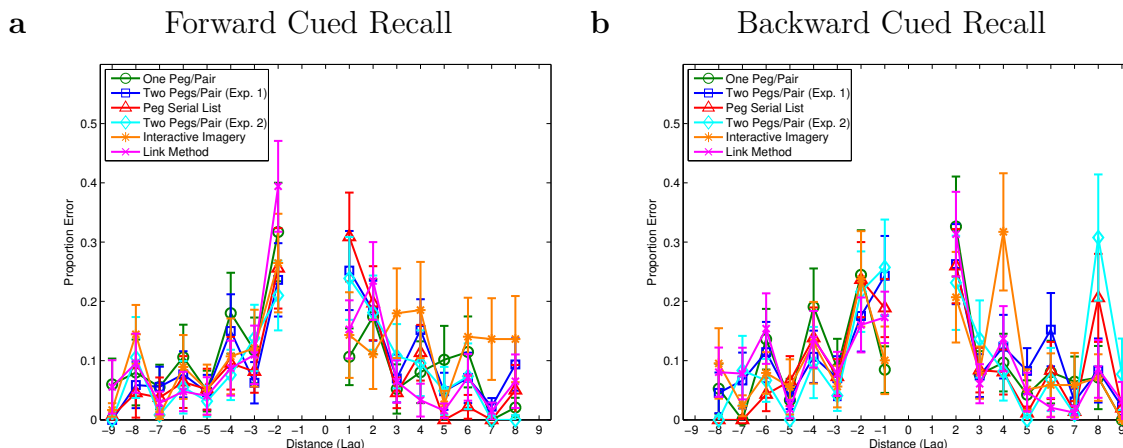 a Forward Cued Recall
b Backward Cued Recall
One Peg/Pair
Two Pegs/Pair (Exp. 1)
Peg Serial List
Two Pegs/Pair (Exp. 2)
Interactive Imagery
Link Method
0.5
0.4
0.3
0.2
0.1
0
Proportion Error
−9 −8 −7 −6 −5 −4 −3 −2 −1 0 1 2 3 4 5 6 7 8 9
Distance (Lag)
One Peg/Pair
Two Pegs/Pair (Exp. 1)
Peg Serial List
Two Pegs/Pair (Exp. 2)
Interactive Imagery
Link Method
0.5
0.4
0.3
0.2
0.1
0
Proportion Error
−9 −8 −7 −6 −5 −4 −3 −2 −1 0 1 2 3 4 5 6 7 8 9
Distance (Lag)